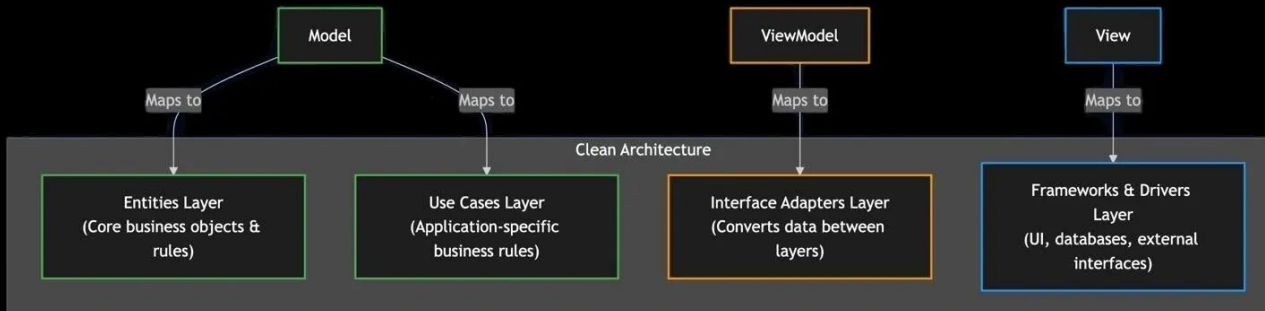 Model
ViewModel
View
Maps to
Maps to
Maps to
Maps to
Clean Architecture
Entities Layer
(Core business objects &
rules)
Use Cases Layer
(Application-specific
business rules)
Interface Adapters Layer
(Converts data between
layers)
Frameworks & Drivers
Layer
(UI, databases, external
interfaces)